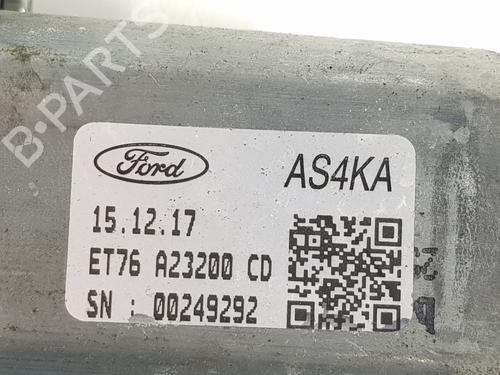 B-PARTS
Ford
AS4KA
15.12.17
ET76 A23200 CD
SN : 00249292